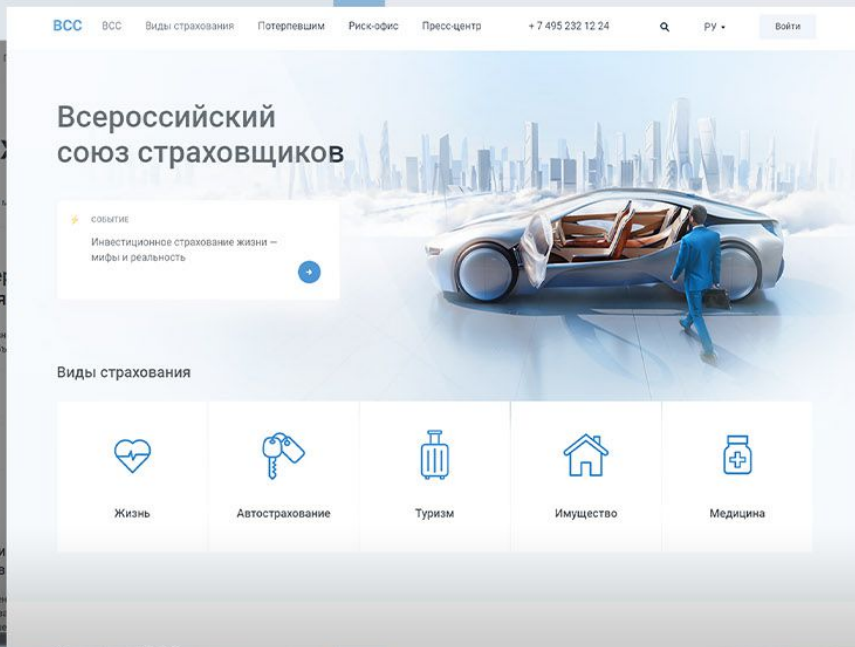 ВСС ВСС Виды страхования Потерпевшим Риск-офис Пресс-центр + 7 495 232 12 24 РУ Войти
Всероссийский
союз страховщиков
СОБЫТИЕ
Инвестиционное страхование жизни —
мифы и реальность
Виды страхования
Жизнь Автострахование Туризм Имущество Медицина